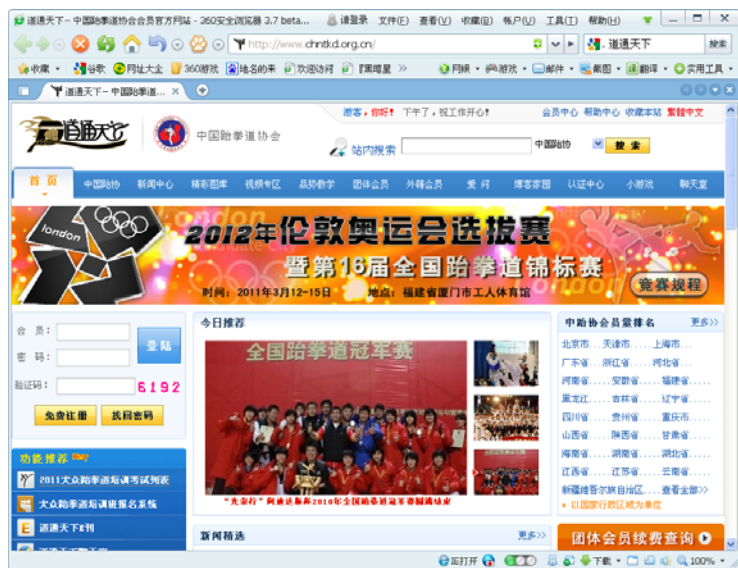 道通天下 - 中国跆拳道协会会员官方网站 - 360安全浏览器 3.7 beta...
请登录 文件(F) 查看(V) 收藏(B) 帐户(U) 工具(T) 帮助(H)
http://www.chntkd.org.cn/
道通天下 搜索
收藏 谷歌 网址大全 360游戏 地名的来 欢迎访问 『黑暗星 »
网银 游戏 邮件 截图 翻译 实用工具
道通天下 - 中国跆拳道...
游客，你好! 下午了，祝工作开心! 会员中心 帮助中心 收藏本站 繁體中文
道通天下 中国跆拳道协会
站内搜索 中国跆协 搜 索
首 页 中国跆协 新闻中心 精彩图库 视频专区 品势教学 团体会员 外籍会员 博客家园 认证中心 小游戏 聊天室
london
2012年伦敦奥运会选拔赛
暨第16届全国跆拳道锦标赛
时间：2011年3月12-15日 地点：福建省厦门市工人体育馆
竞赛规程
会 员：
密 码：
登 陆
验证码： 6192
免费注册 找回密码
功能推荐
2011大众跆拳道培训考试列表
大众跆拳道培训班报名系统
道通天下E刊
今日推荐
全国跆拳道冠军赛
2010年全国跆拳道冠军赛圆满结束
新闻精选 更多>>
中跆协会员量排名 更多>>
北京市...天津市.....上海市...
广东省...浙江省....河北省...
河南省.....安徽省.....福建省.....
黑龙江.....吉林省.....辽宁省.....
四川省.....贵州省.....重庆市.....
山西省.....陕西省.....甘肃省.....
海南省.....湖南省.....湖北省.....
江西省.....江苏省.....云南省.....
新疆维吾尔族自治区.....查看全部>>
以国家行政区域为单位
团体会员续费查询
下载 100%